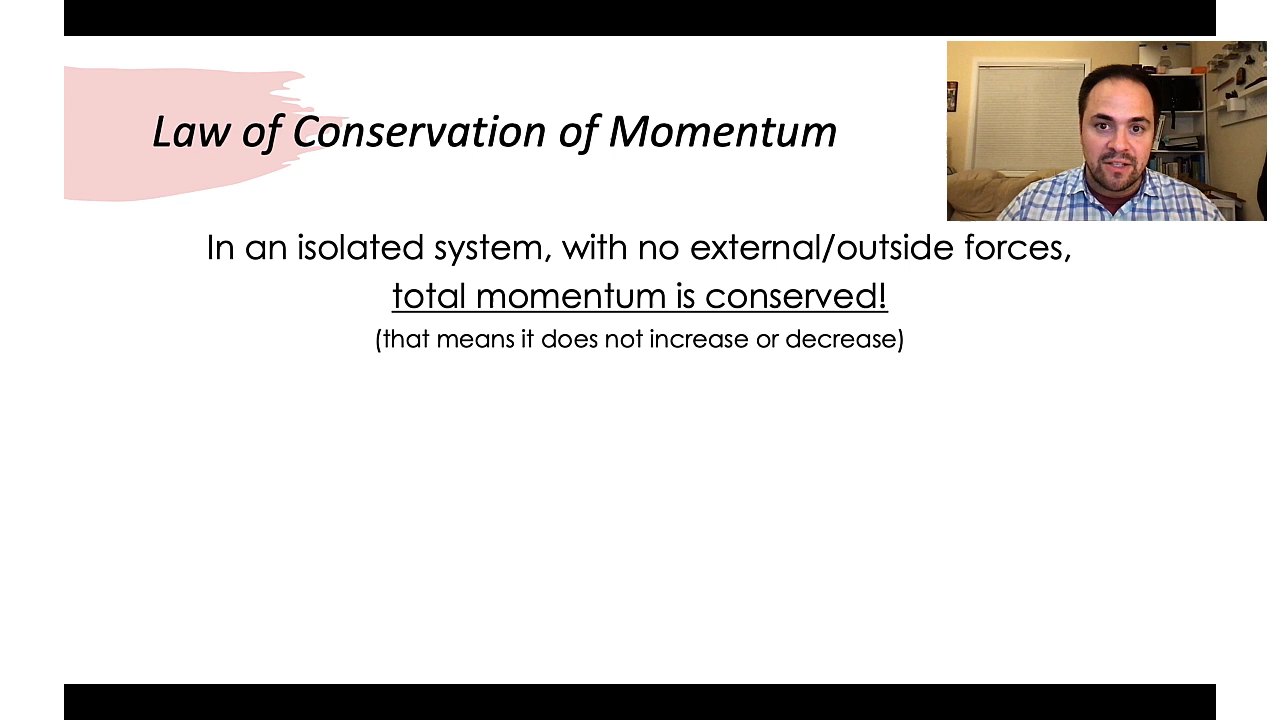 Law of Conservation of Momentum
In an isolated system, with no external/outside forces,
total momentum is conserved!
(that means it does not increase or decrease)